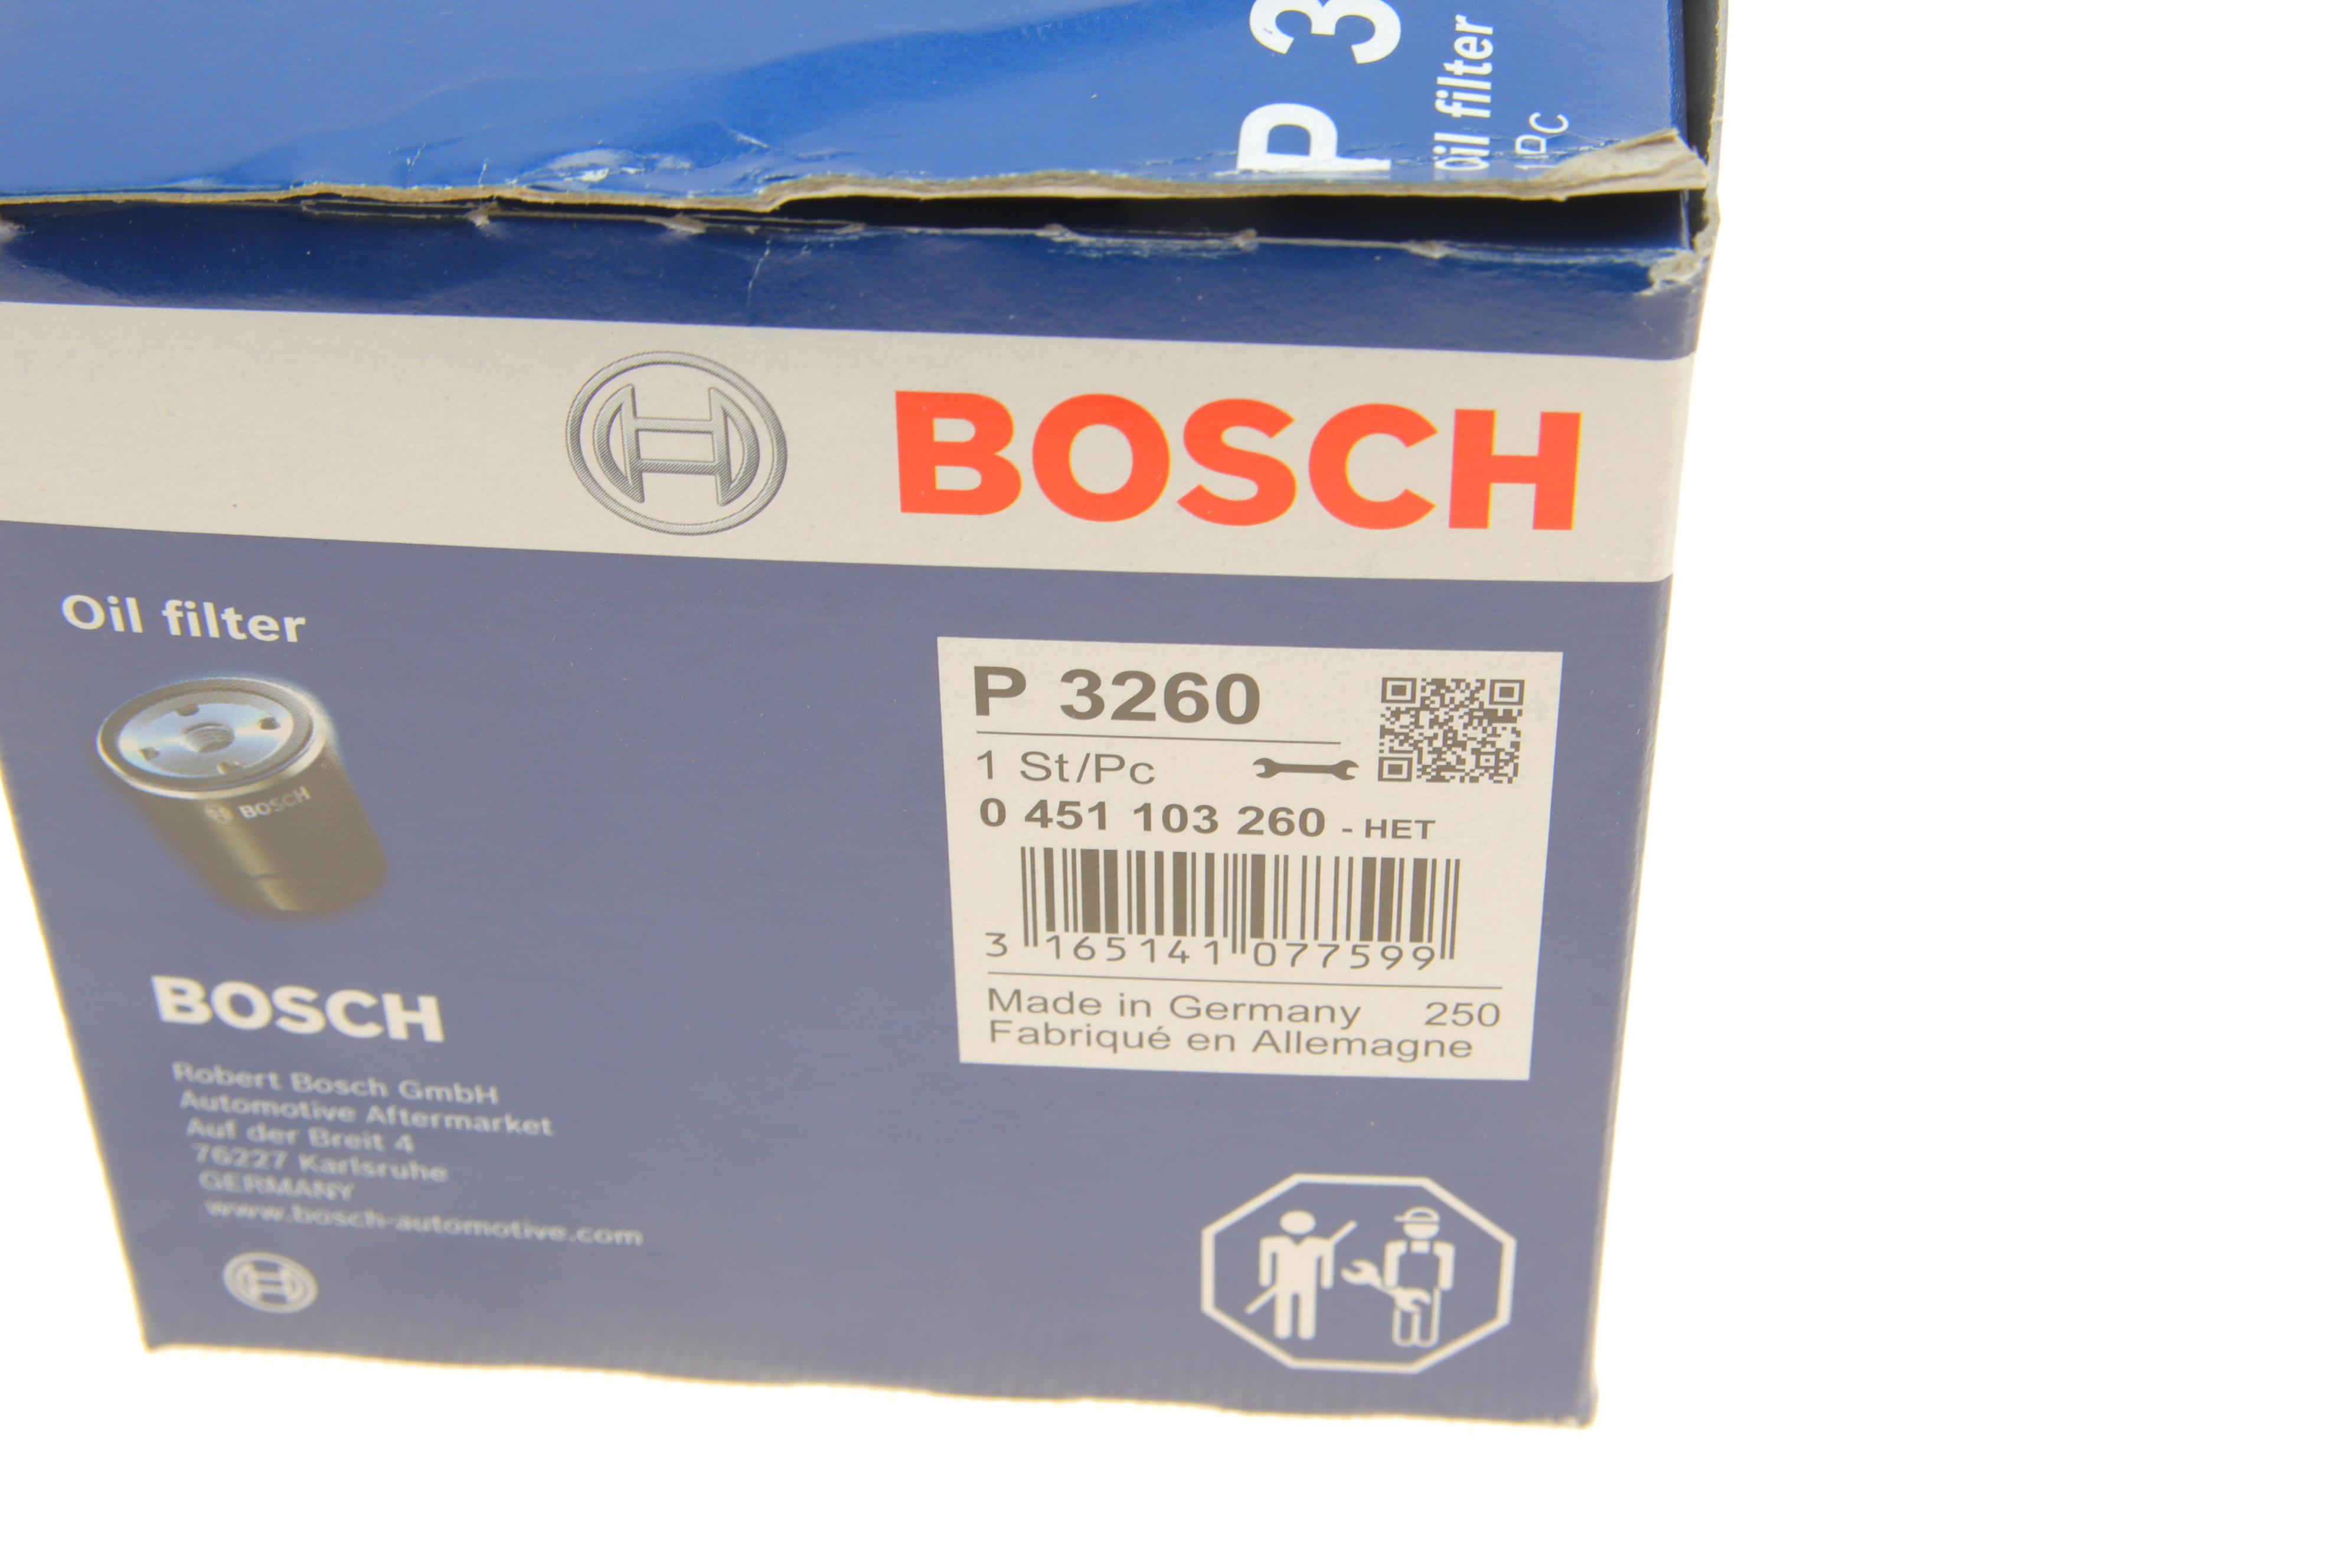 P 3
Oil filter
1 Pc
BOSCH
Oil filter
BOSCH
P 3260
1 St/Pc
0 451 103 260 - HET
3 165141 077599
Made in Germany 250
Fabriqué en Allemagne
BOSCH
Robert Bosch GmbH
Automotive Aftermarket
Auf der Breit 4
76227 Karlsruhe
GERMANY
www.bosch-automotive.com